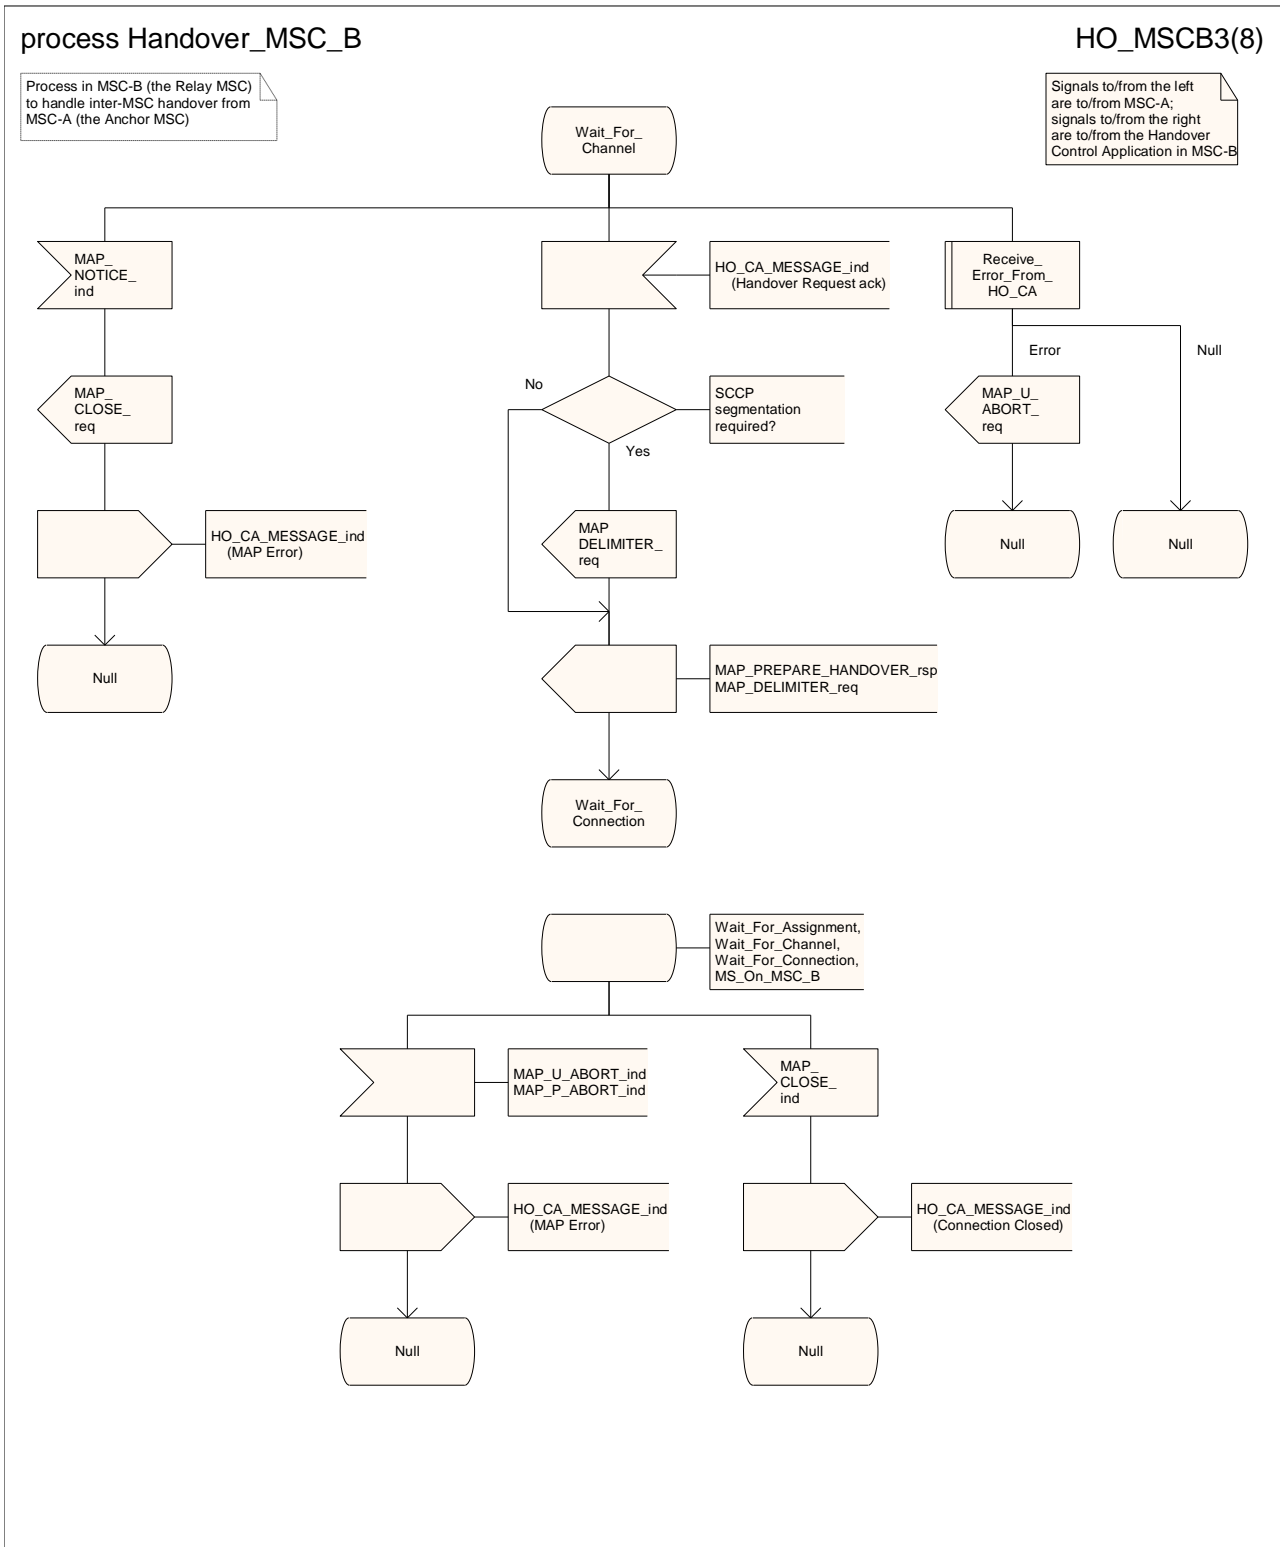 process Handover_MSC_B
HO_MSCB3(8)
Process in MSC-B (the Relay MSC)
to handle inter-MSC handover from
MSC-A (the Anchor MSC)
Signals to/from the left
are to/from MSC-A;
signals to/from the right
are to/from the Handover
Control Application in MSC-B
Wait_For_
Channel
MAP_
NOTICE_
ind
HO_CA_MESSAGE_ind
(Handover Request ack)
Receive_
Error_From_
HO_CA
Error
Null
MAP_
CLOSE_
req
No
SCCP
segmentation
required?
Yes
MAP_U_
ABORT_
req
HO_CA_MESSAGE_ind
(MAP Error)
MAP
DELIMITER_
req
Null
Null
Null
MAP_PREPARE_HANDOVER_rsp
MAP_DELIMITER_req
Wait_For_
Connection
Wait_For_Assignment,
Wait_For_Channel,
Wait_For_Connection,
MS_On_MSC_B
MAP_U_ABORT_ind
MAP_P_ABORT_ind
MAP_
CLOSE_
ind
HO_CA_MESSAGE_ind
(MAP Error)
HO_CA_MESSAGE_ind
(Connection Closed)
Null
Null